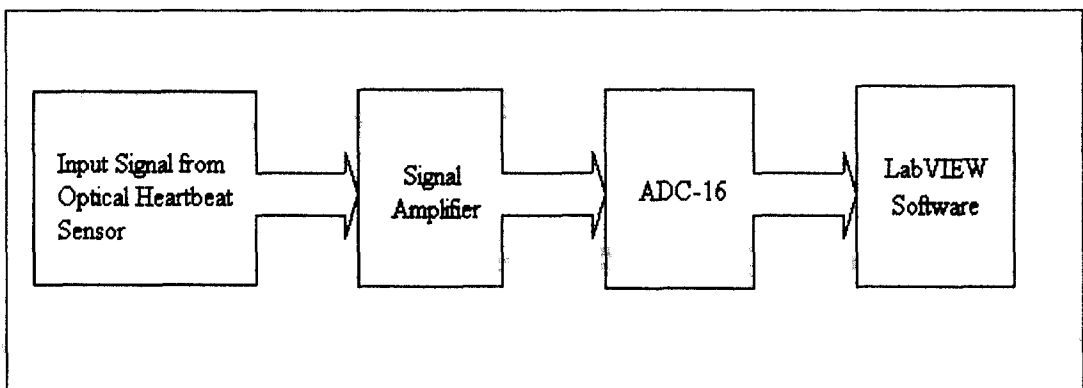 Input Signal from
Optical Heartbeat
Sensor
Signal
Amplifier
ADC-16
LabVIEW
Software